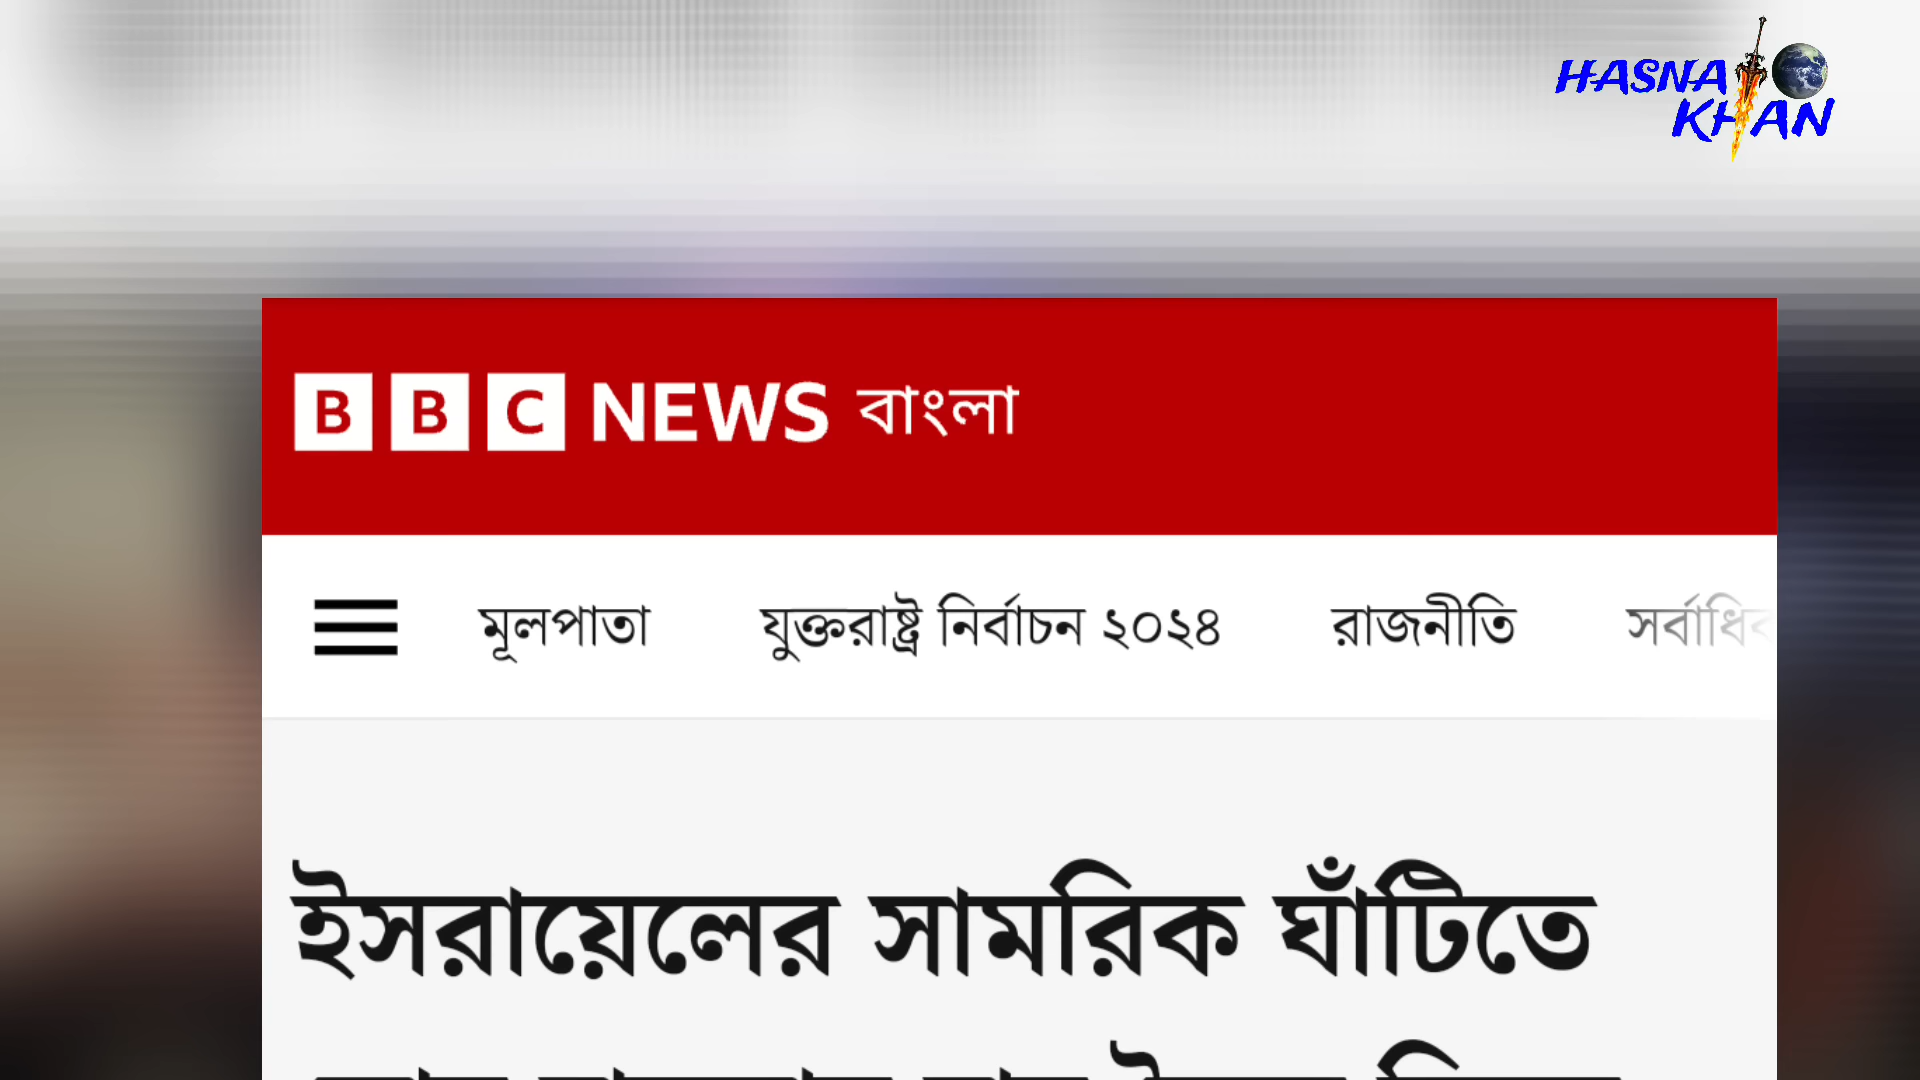 HASNA
KHAN
BBC NEWS বাংলা
মূলপাতা যুক্তরাষ্ট্র নির্বাচন ২০২৪ রাজনীতি
ইসরায়েলের সামরিক ঘাঁটিতে